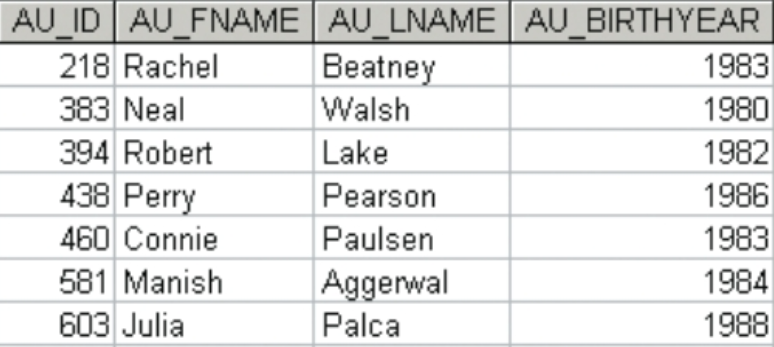 AU_ID AU_FNAME AU_LNAME AU_BIRTHYEAR
218 Rachel Beatney 1983
383 Neal Walsh 1980
394 Robert Lake 1982
438 Perry Pearson 1986
460 Connie Paulsen 1983
581 Manish Aggerwal 1984
603 Julia Palca 1988